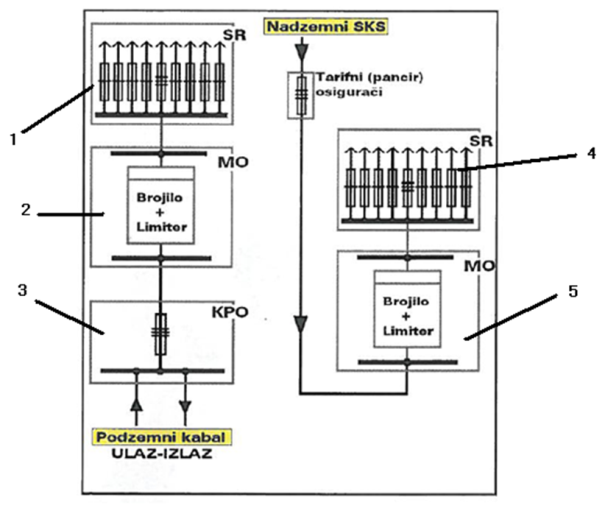 SR
1
MO
Brojilo
+
Limiter
2
KPO
3
Podzemni kabal
ULAZ-IZLAZ
Nadzemni SKS
Tarifni (pancir)
osigurači
SR
4
MO
Brojilo
+
Limiter
5